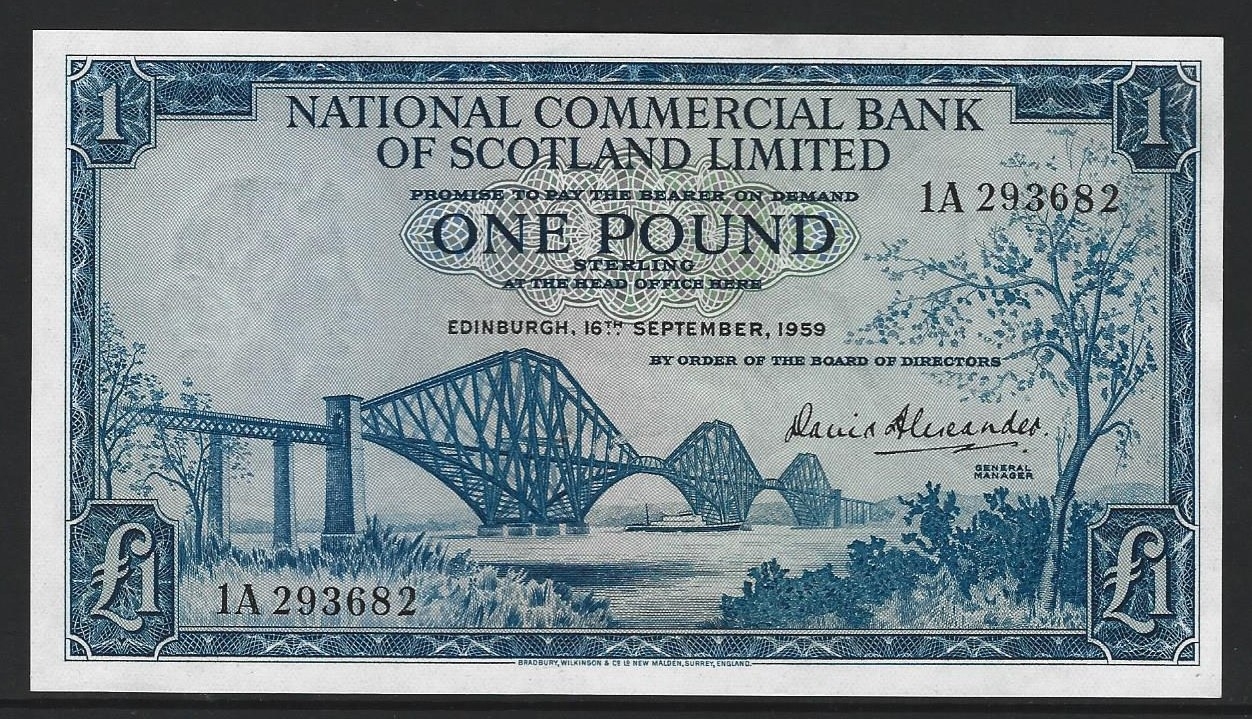 1
1
NATIONAL COMMERCIAL BANK
OF SCOTLAND LIMITED
PROMISE TO PAY THE BEARER ON DEMAND
1A 293682
ONE POUND
STERLING
AT THE HEAD OFFICE HERE
EDINBURGH, 16TH SEPTEMBER, 1959
BY ORDER OF THE BOARD OF DIRECTORS
David Alexander.
GENERAL
MANAGER
£1
£1
1A 293682
BRADBURY, WILKINSON & Co. LD. NEW MALDEN, SURREY, ENGLAND.